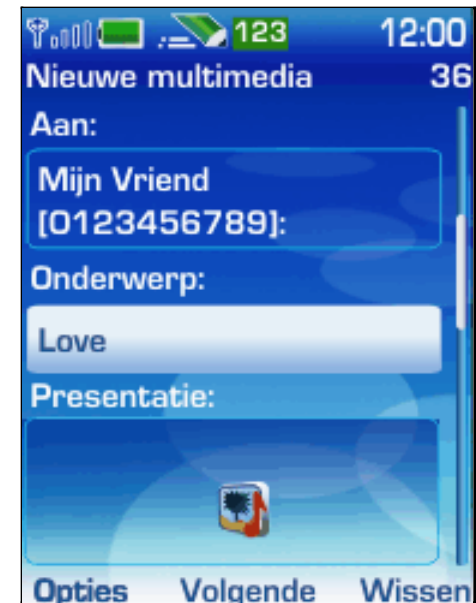 123 12:00
Nieuwe multimedia 36
Aan:
Mijn Vriend
[0123456789]:
Onderwerp:
Love
Presentatie:
Opties Volgende Wissen